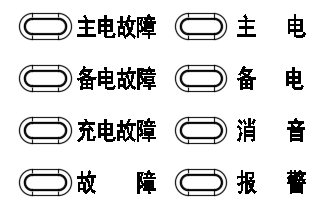 主电故障 主 电
备电故障 备 电
充电故障 消 音
故 障 报 警